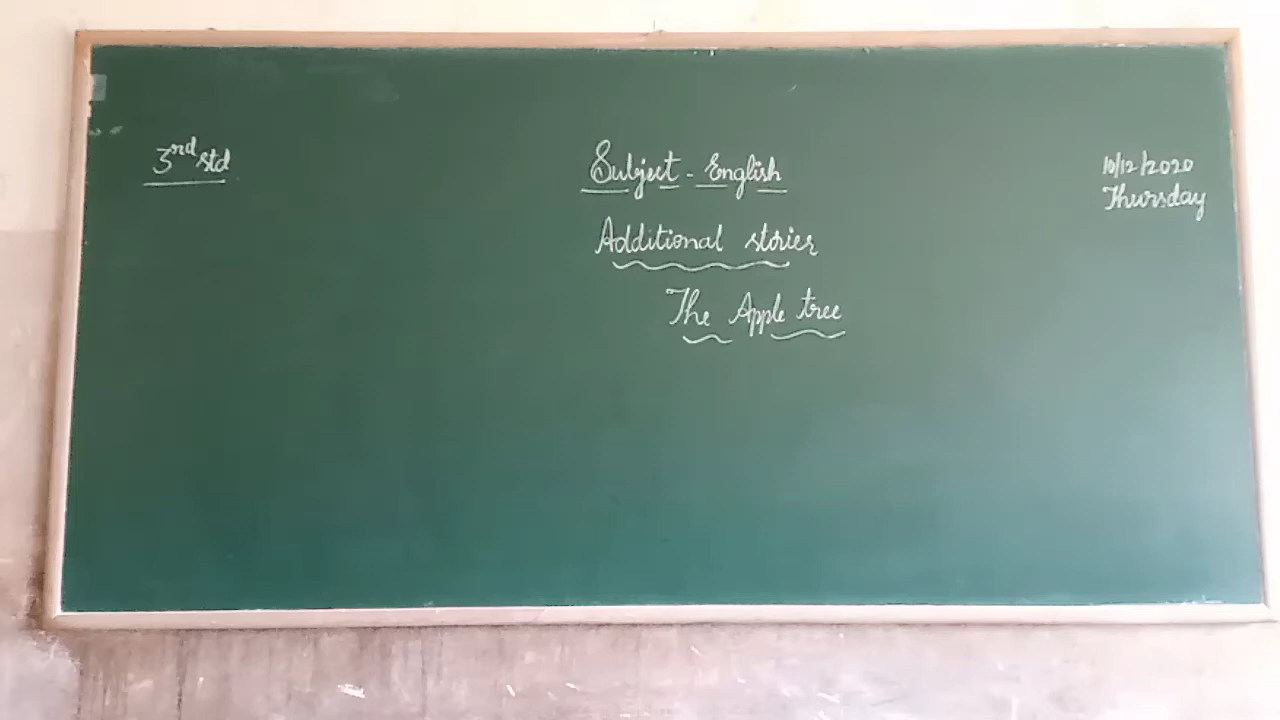 3rd std
Subject - English
10/12/2020
Thursday
Additional stories
The Apple tree